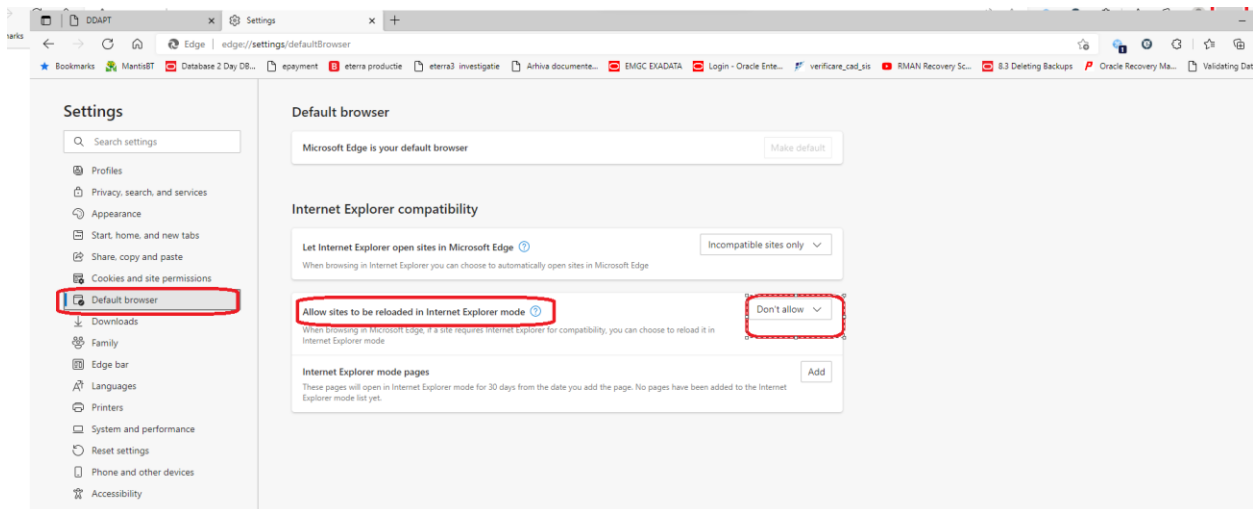 DDAPT
Settings
Edge edge://settings/defaultBrowser
narks
Bookmarks MantisBT Database 2 Day DB... epayment eterra productie eterra3 investigatie Arhiva documente... EMGC EXADATA Login - Oracle Ente... verificare_cad_sis RMAN Recovery Sc... 8.3 Deleting Backups Oracle Recovery Ma... Validating Dat
Settings
Search settings
Profiles
Privacy, search, and services
Appearance
Start, home, and new tabs
Share, copy and paste
Cookies and site permissions
Default browser
Downloads
Family
Edge bar
Languages
Printers
System and performance
Reset settings
Phone and other devices
Accessibility
Default browser
Microsoft Edge is your default browser
Make default
Internet Explorer compatibility
Let Internet Explorer open sites in Microsoft Edge
Incompatible sites only
When browsing in Internet Explorer you can choose to automatically open sites in Microsoft Edge
Allow sites to be reloaded in Internet Explorer mode
Don't allow
When browsing in Microsoft Edge, if a site requires Internet Explorer for compatibility, you can choose to reload it in
Internet Explorer mode
Internet Explorer mode pages
Add
These pages will open in Internet Explorer mode for 30 days from the date you add the page. No pages have been added to the Internet
Explorer mode list yet.